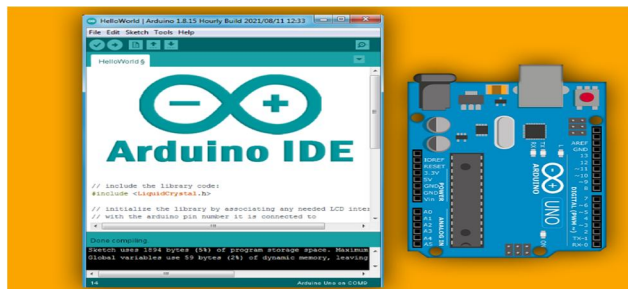 HelloWorld | Arduino 1.8.15 Hourly Build 2021/08/11 12:33
File Edit Sketch Tools Help
HelloWorld §
Arduino IDE
// include the library code:
#include <LiquidCrystal.h>
// initialize the library by associating any needed LCD inter
// with the arduino pin number it is connected to
Done compiling.
Sketch uses 1894 bytes (5%) of program storage space. Maximum
Global variables use 59 bytes (2%) of dynamic memory, leaving
14
Arduino Uno on COM9
IOREF
RESET
3.3V
5V
GND
GND
Vin
POWER
A0
A1
A2
A3
A4
A5
ANALOG IN
RX
TX
L
ARDUINO
UNO
ON
AREF
GND
13
12
~11
~10
~9
8
7
~6
~5
4
~3
2
TX-1
RX-0
DIGITAL (PWM ~)